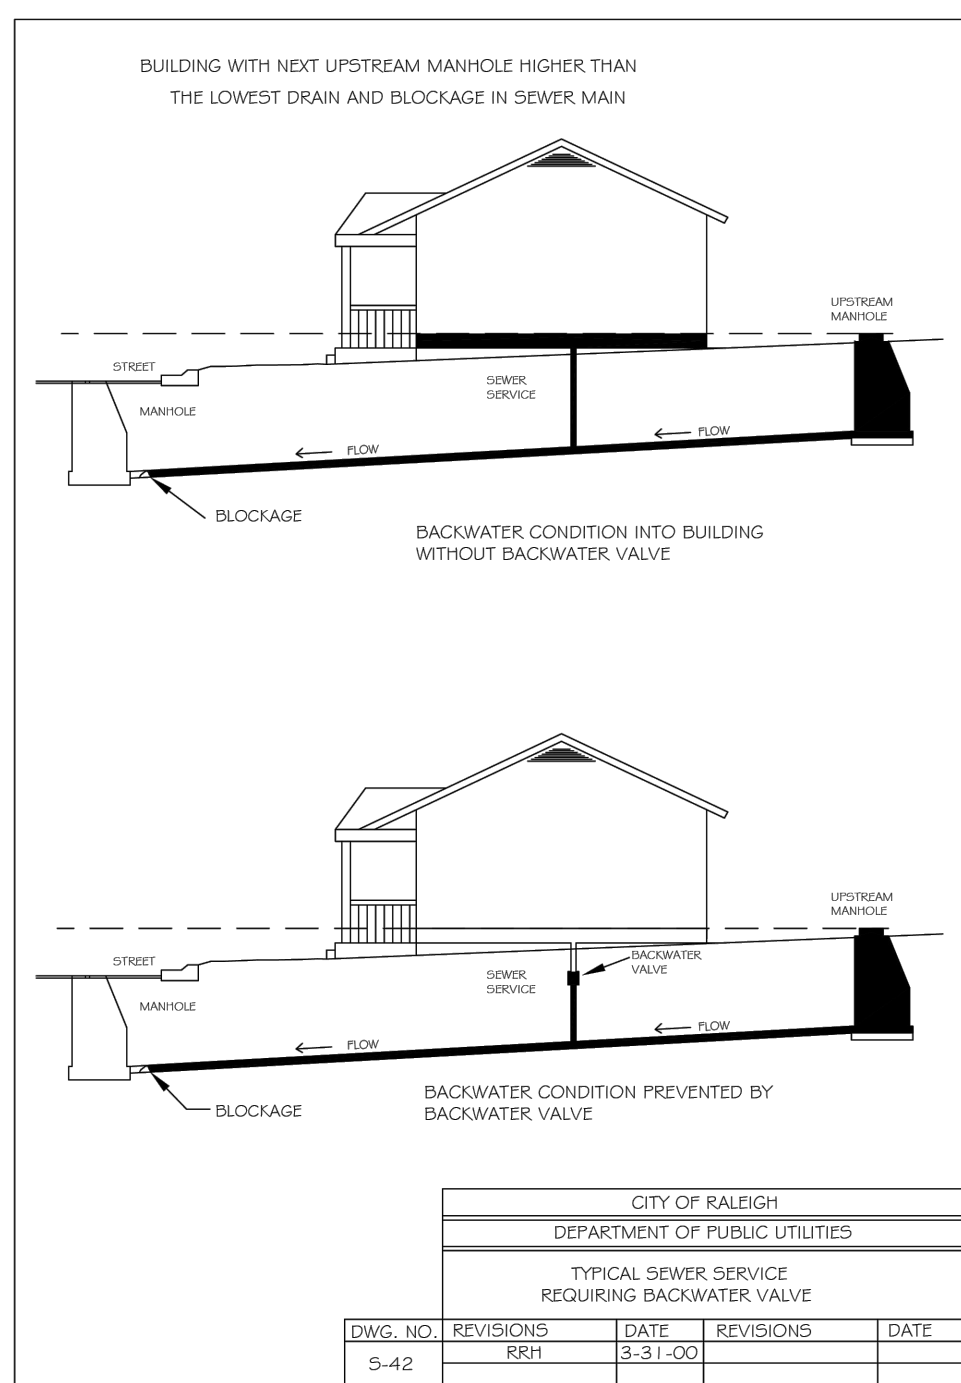 BUILDING WITH NEXT UPSTREAM MANHOLE HIGHER THAN
THE LOWEST DRAIN AND BLOCKAGE IN SEWER MAIN
UPSTREAM
MANHOLE
STREET
MANHOLE
SEWER
SERVICE
FLOW
FLOW
BLOCKAGE
BACKWATER CONDITION INTO BUILDING
WITHOUT BACKWATER VALVE
UPSTREAM
MANHOLE
STREET
MANHOLE
SEWER
SERVICE
BACKWATER
VALVE
FLOW
FLOW
BLOCKAGE
BACKWATER CONDITION PREVENTED BY
BACKWATER VALVE
CITY OF RALEIGH
DEPARTMENT OF PUBLIC UTILITIES
TYPICAL SEWER SERVICE
REQUIRING BACKWATER VALVE
DWG. NO. REVISIONS DATE REVISIONS DATE
S-42 RRH 3-31-00